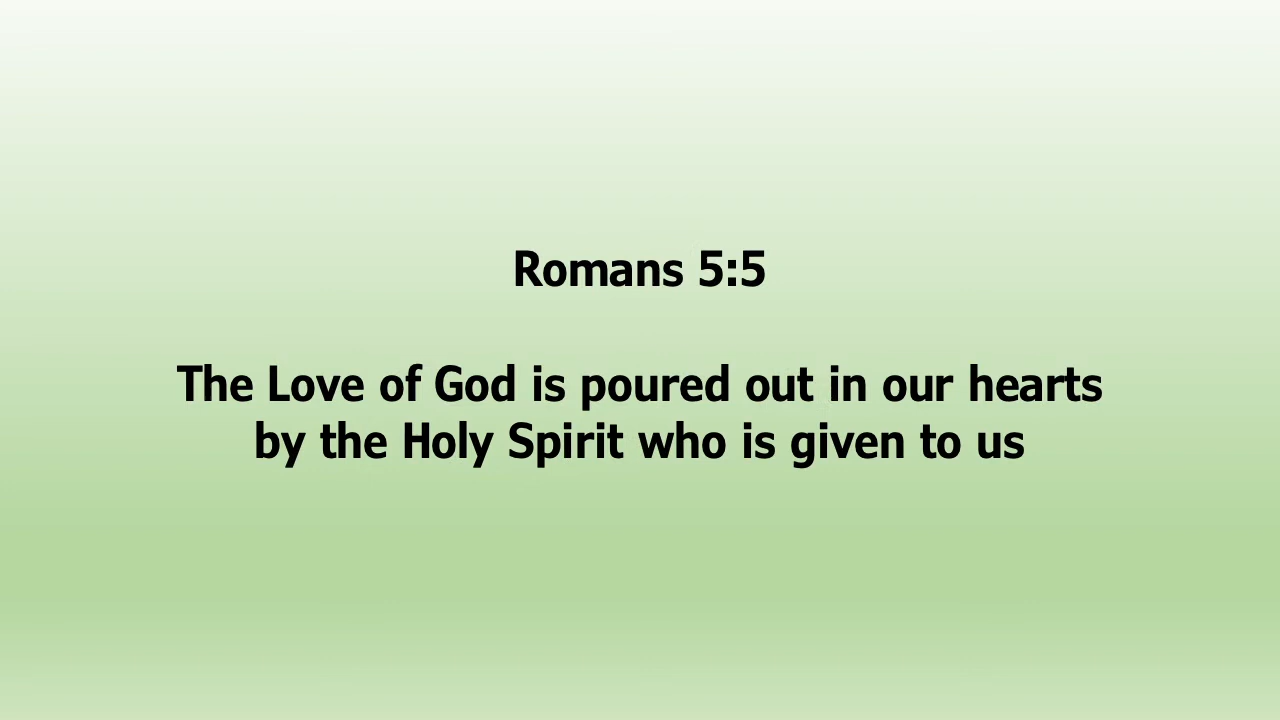 Romans 5:5
The Love of God is poured out in our hearts
by the Holy Spirit who is given to us